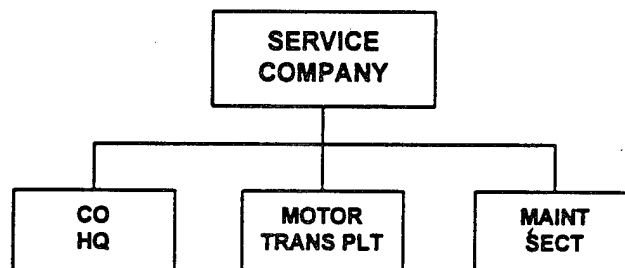 SERVICE
COMPANY
CO
HQ
MOTOR
TRANS PLT
MAINT
SECT